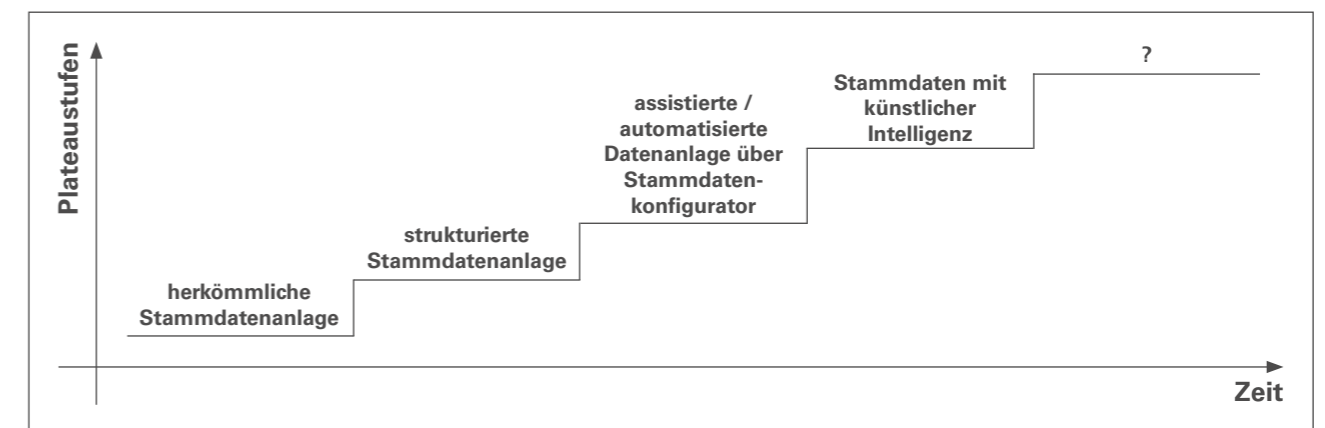 Plateaustufen
herkömmliche
Stammdatenanlage
strukturierte
Stammdatenanlage
assistierte /
automatisierte
Datenanlage über
Stammdaten-
konfigurator
Stammdaten mit
künstlicher
Intelligenz
?
Zeit